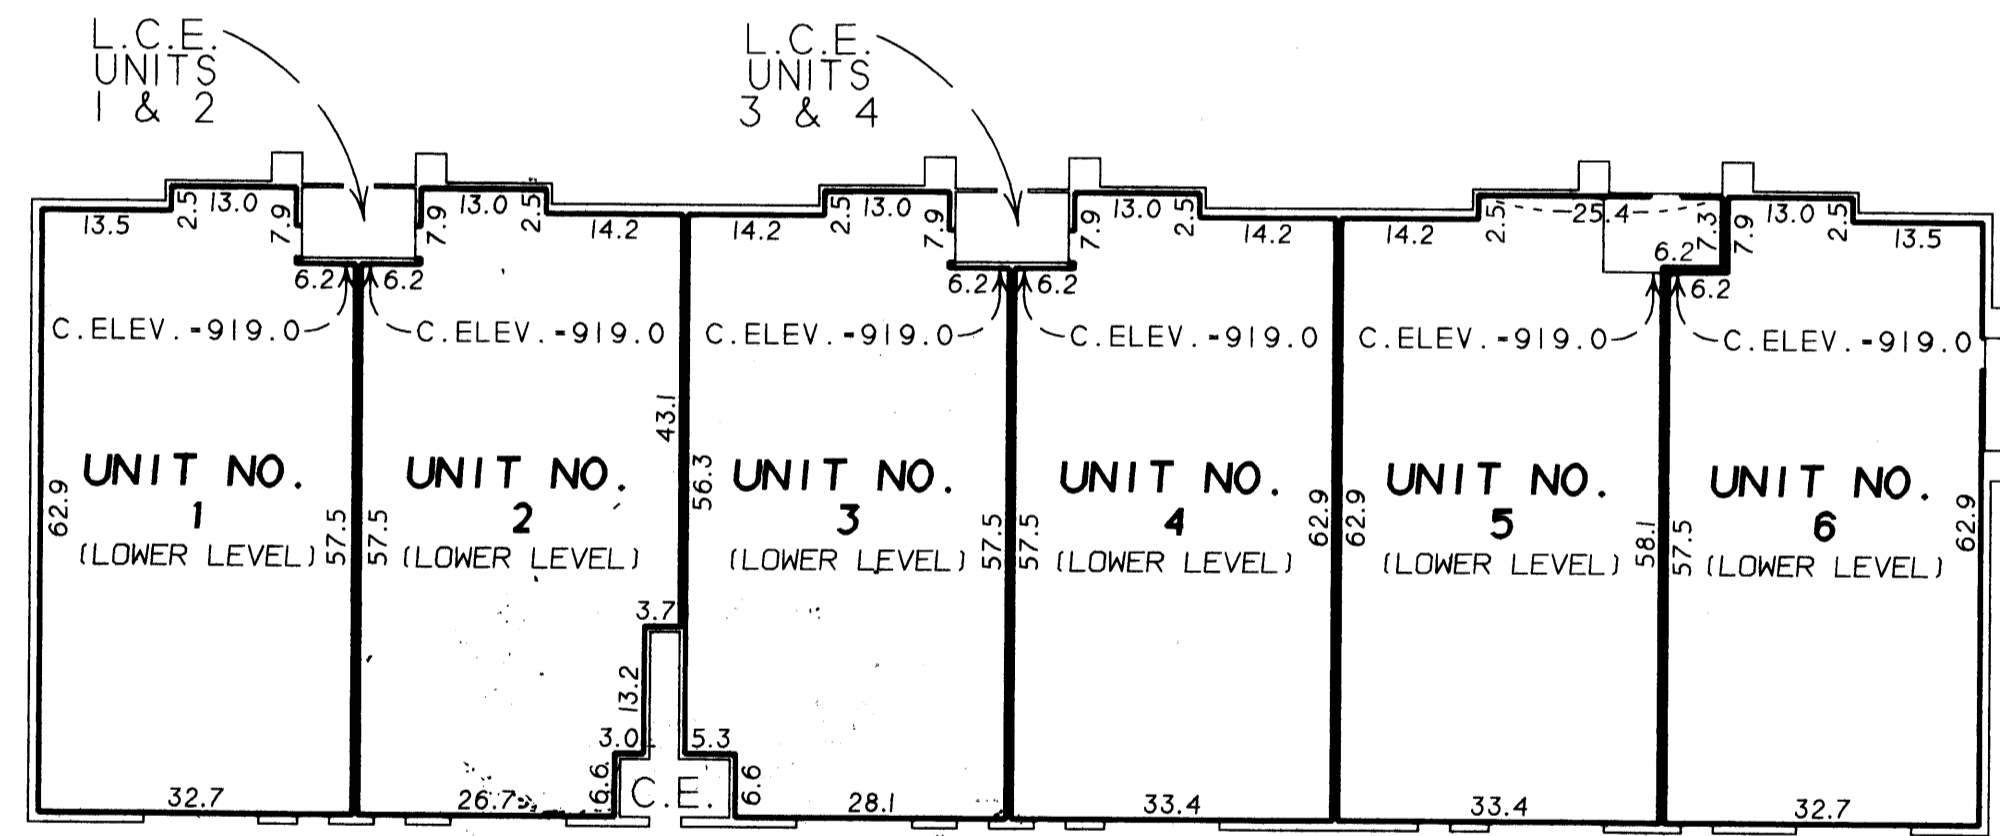 L.C.E.
UNITS
1 & 2
L.C.E.
UNITS
3 & 4
13.5
2.5
13.0
7.9
7.9
13.0
2.5
14.2
14.2
2.5
13.0
7.9
7.9
13.0
2.5
14.2
14.2
2.5
25.4
7.3
7.9
13.0
2.5
13.5
6.2
6.2
6.2
6.2
6.2
6.2
C.ELEV.-919.0
C.ELEV.-919.0
C.ELEV.-919.0
C.ELEV.-919.0
C.ELEV.-919.0
C.ELEV.-919.0
43.1
62.9
UNIT NO.
1
(LOWER LEVEL)
57.5
57.5
UNIT NO.
2
(LOWER LEVEL)
56.3
UNIT NO.
3
(LOWER LEVEL)
57.5
57.5
UNIT NO.
4
(LOWER LEVEL)
62.9
62.9
UNIT NO.
5
(LOWER LEVEL)
58.1
57.5
UNIT NO.
6
(LOWER LEVEL)
62.9
3.7
13.2
3.0
5.3
6.6
C.E.
6.6
32.7
26.7
28.1
33.4
33.4
32.7